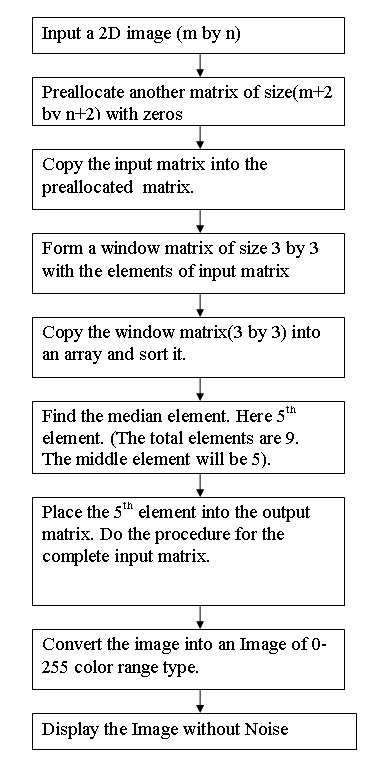 Input a 2D image (m by n)
Preallocate another matrix of size(m+2
by n+2) with zeros
Copy the input matrix into the
preallocated matrix.
Form a window matrix of size 3 by 3
with the elements of input matrix
Copy the window matrix(3 by 3) into
an array and sort it.
Find the median element. Here 5th
element. (The total elements are 9.
The middle element will be 5).
Place the 5th element into the output
matrix. Do the procedure for the
complete input matrix.
Convert the image into an Image of 0-
255 color range type.
Display the Image without Noise